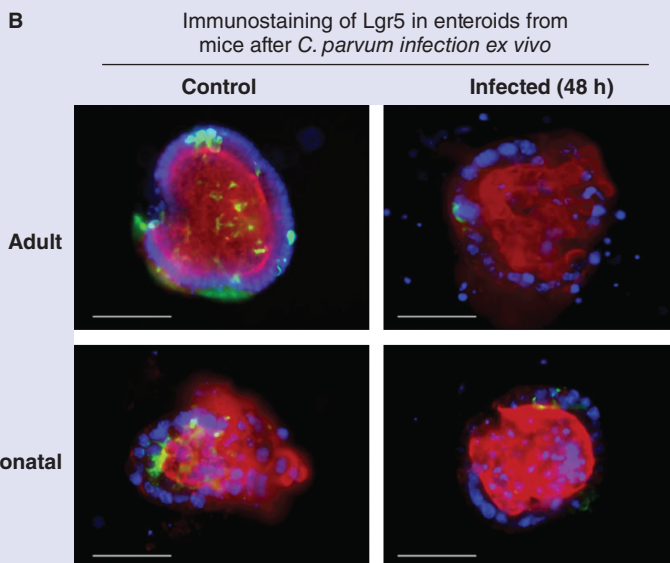 B
Immunostaining of Lgr5 in enteroids from
mice after C. parvum infection ex vivo
Control
Infected (48 h)
Adult
onatal